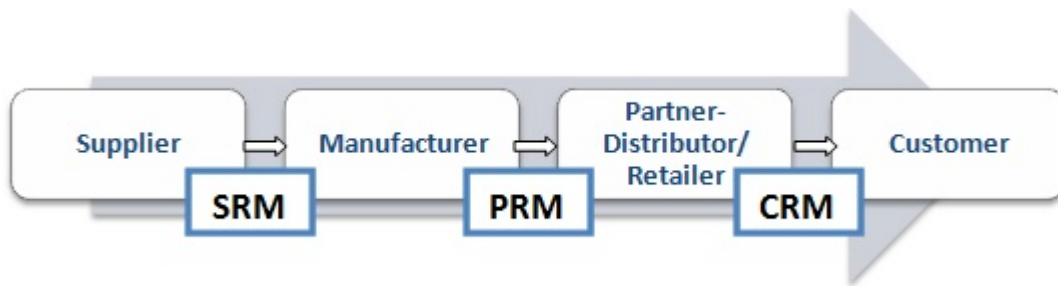 Supplier
Manufacturer
Partner-
Distributor/
Retailer
Customer
SRM
PRM
CRM